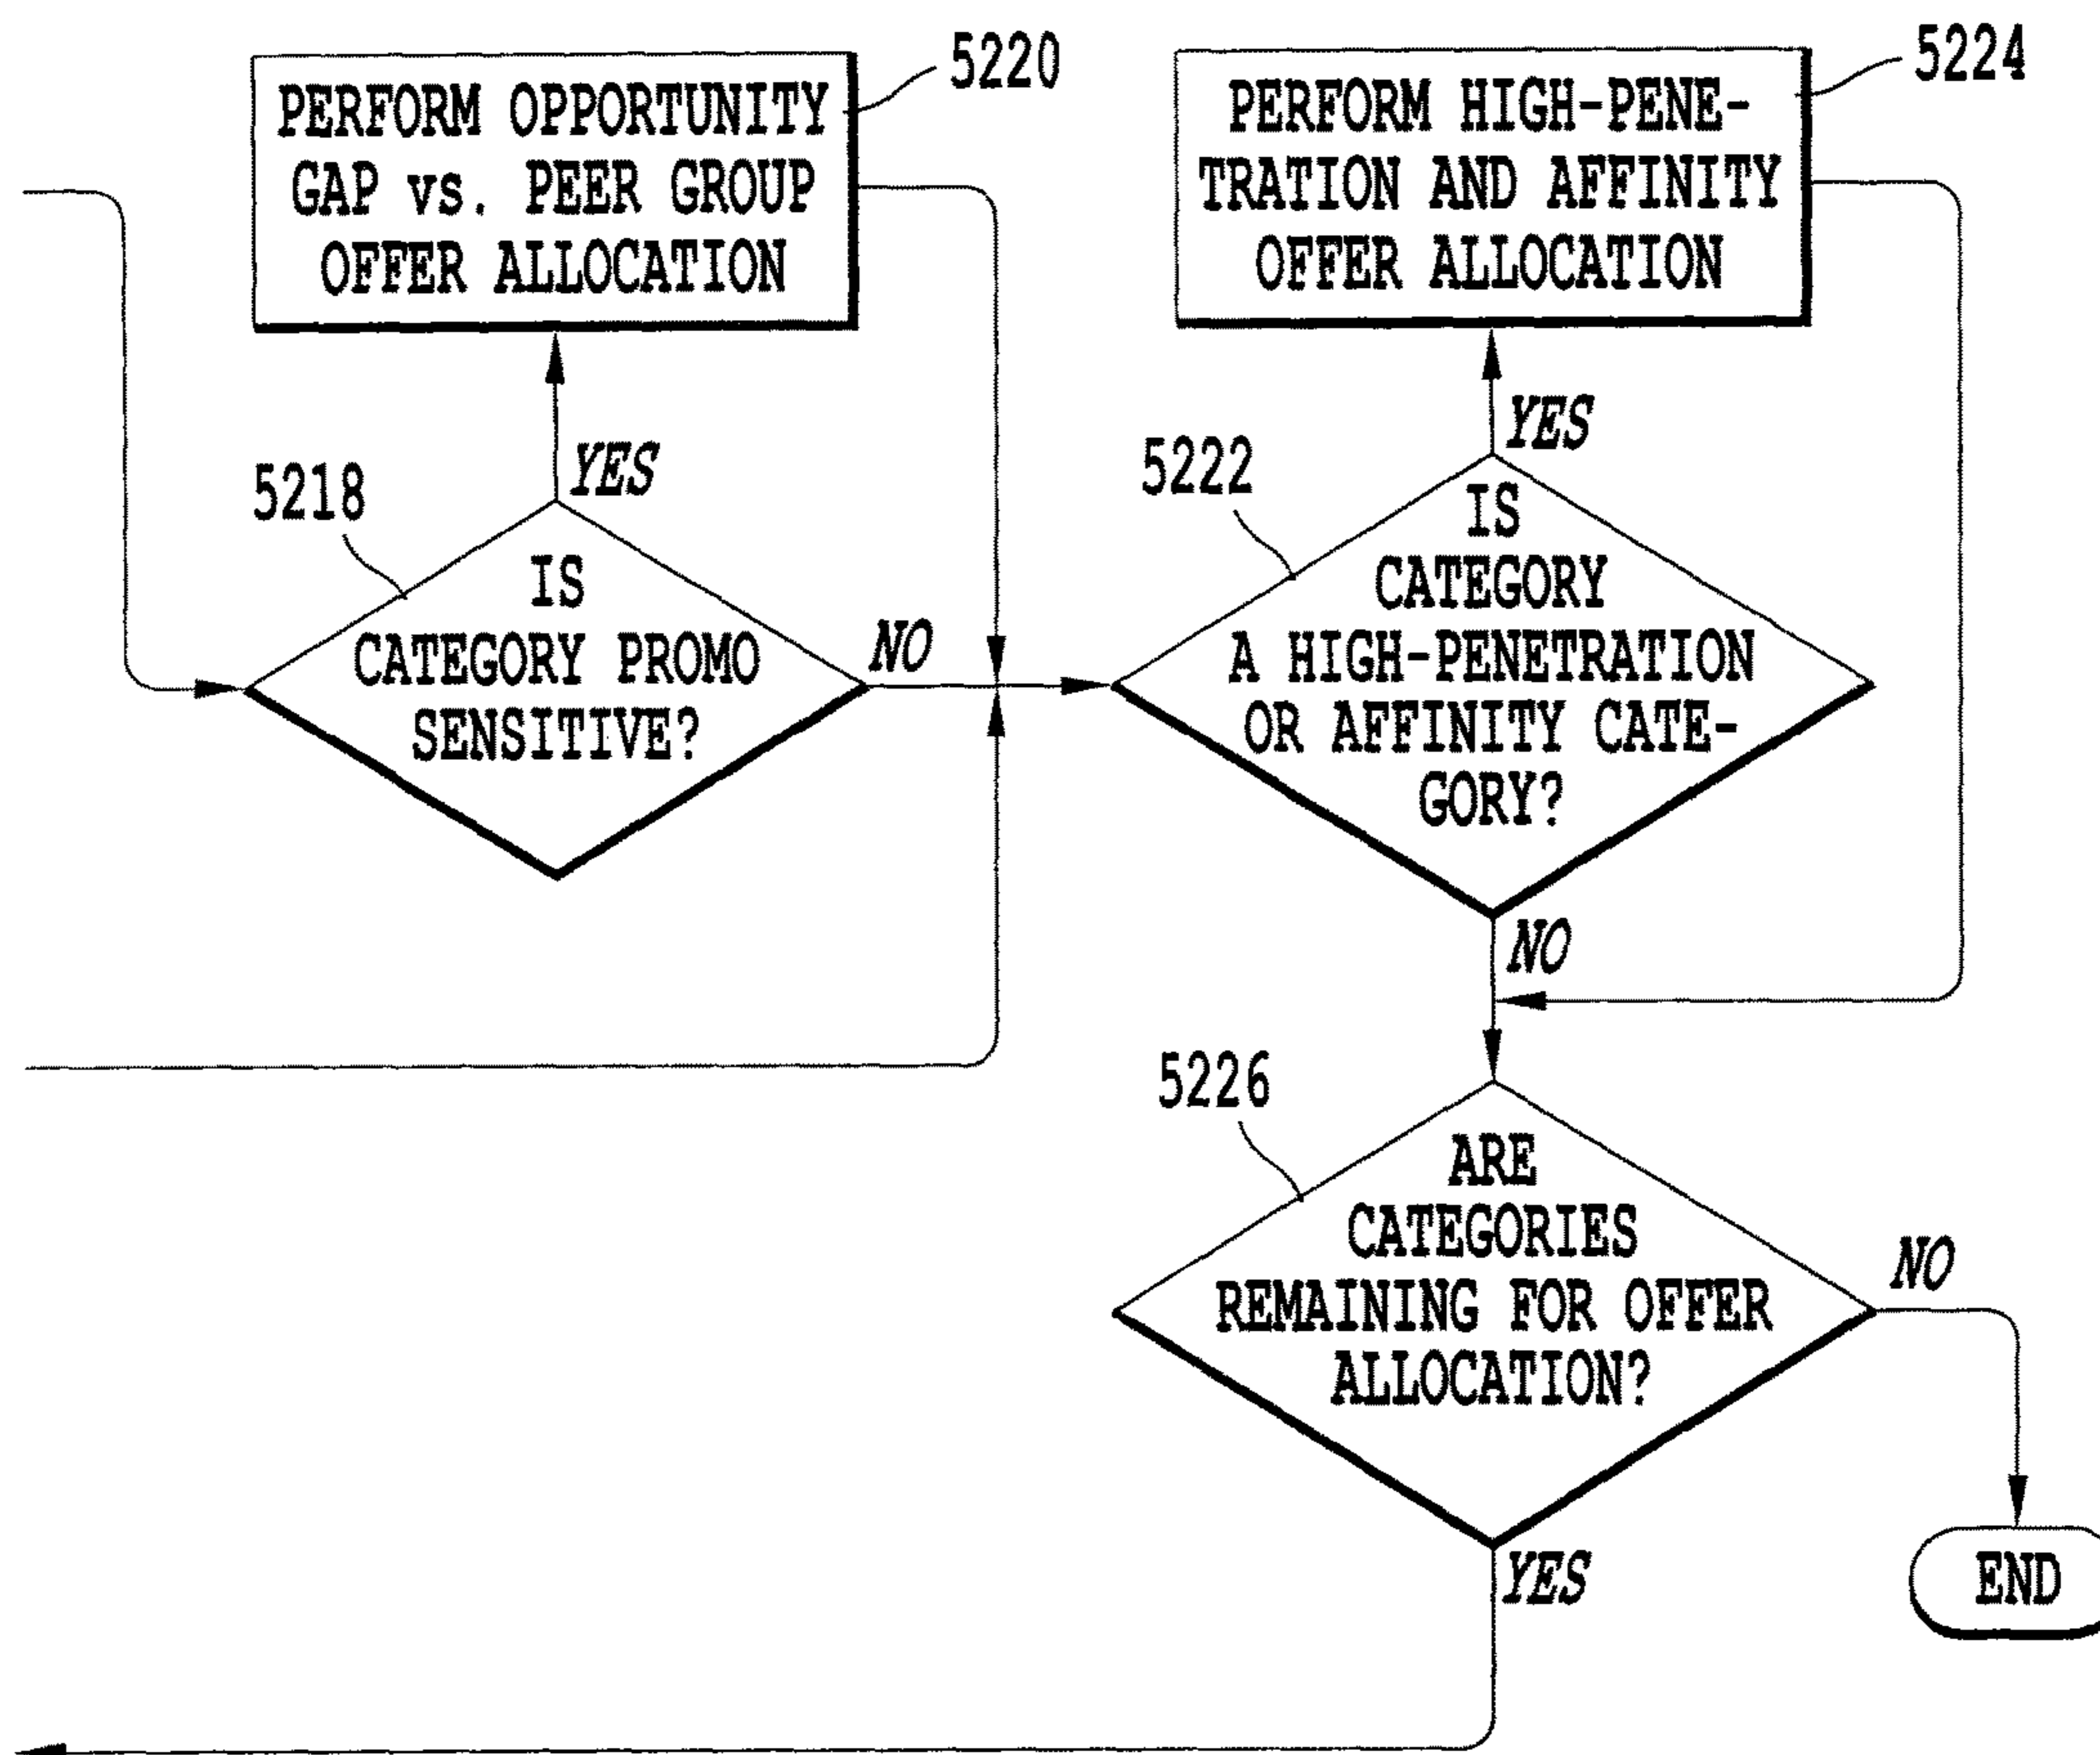 5220
PERFORM OPPORTUNITY
GAP vs. PEER GROUP
OFFER ALLOCATION
5224
PERFORM HIGH-PENE-
TRATION AND AFFINITY
OFFER ALLOCATION
YES
5218
IS
CATEGORY PROMO
SENSITIVE?
NO
YES
5222
IS
CATEGORY
A HIGH-PENETRATION
OR AFFINITY CATE-
GORY?
NO
5226
ARE
CATEGORIES
REMAINING FOR OFFER
ALLOCATION?
NO
YES
END